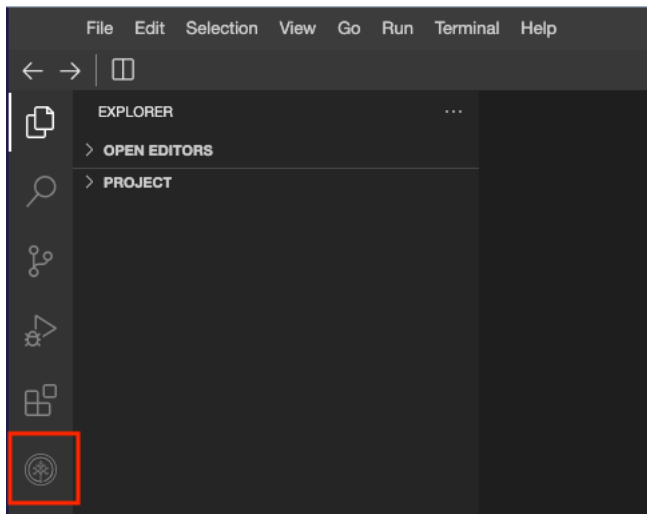 File Edit Selection View Go Run Terminal Help
EXPLORER
OPEN EDITORS
PROJECT